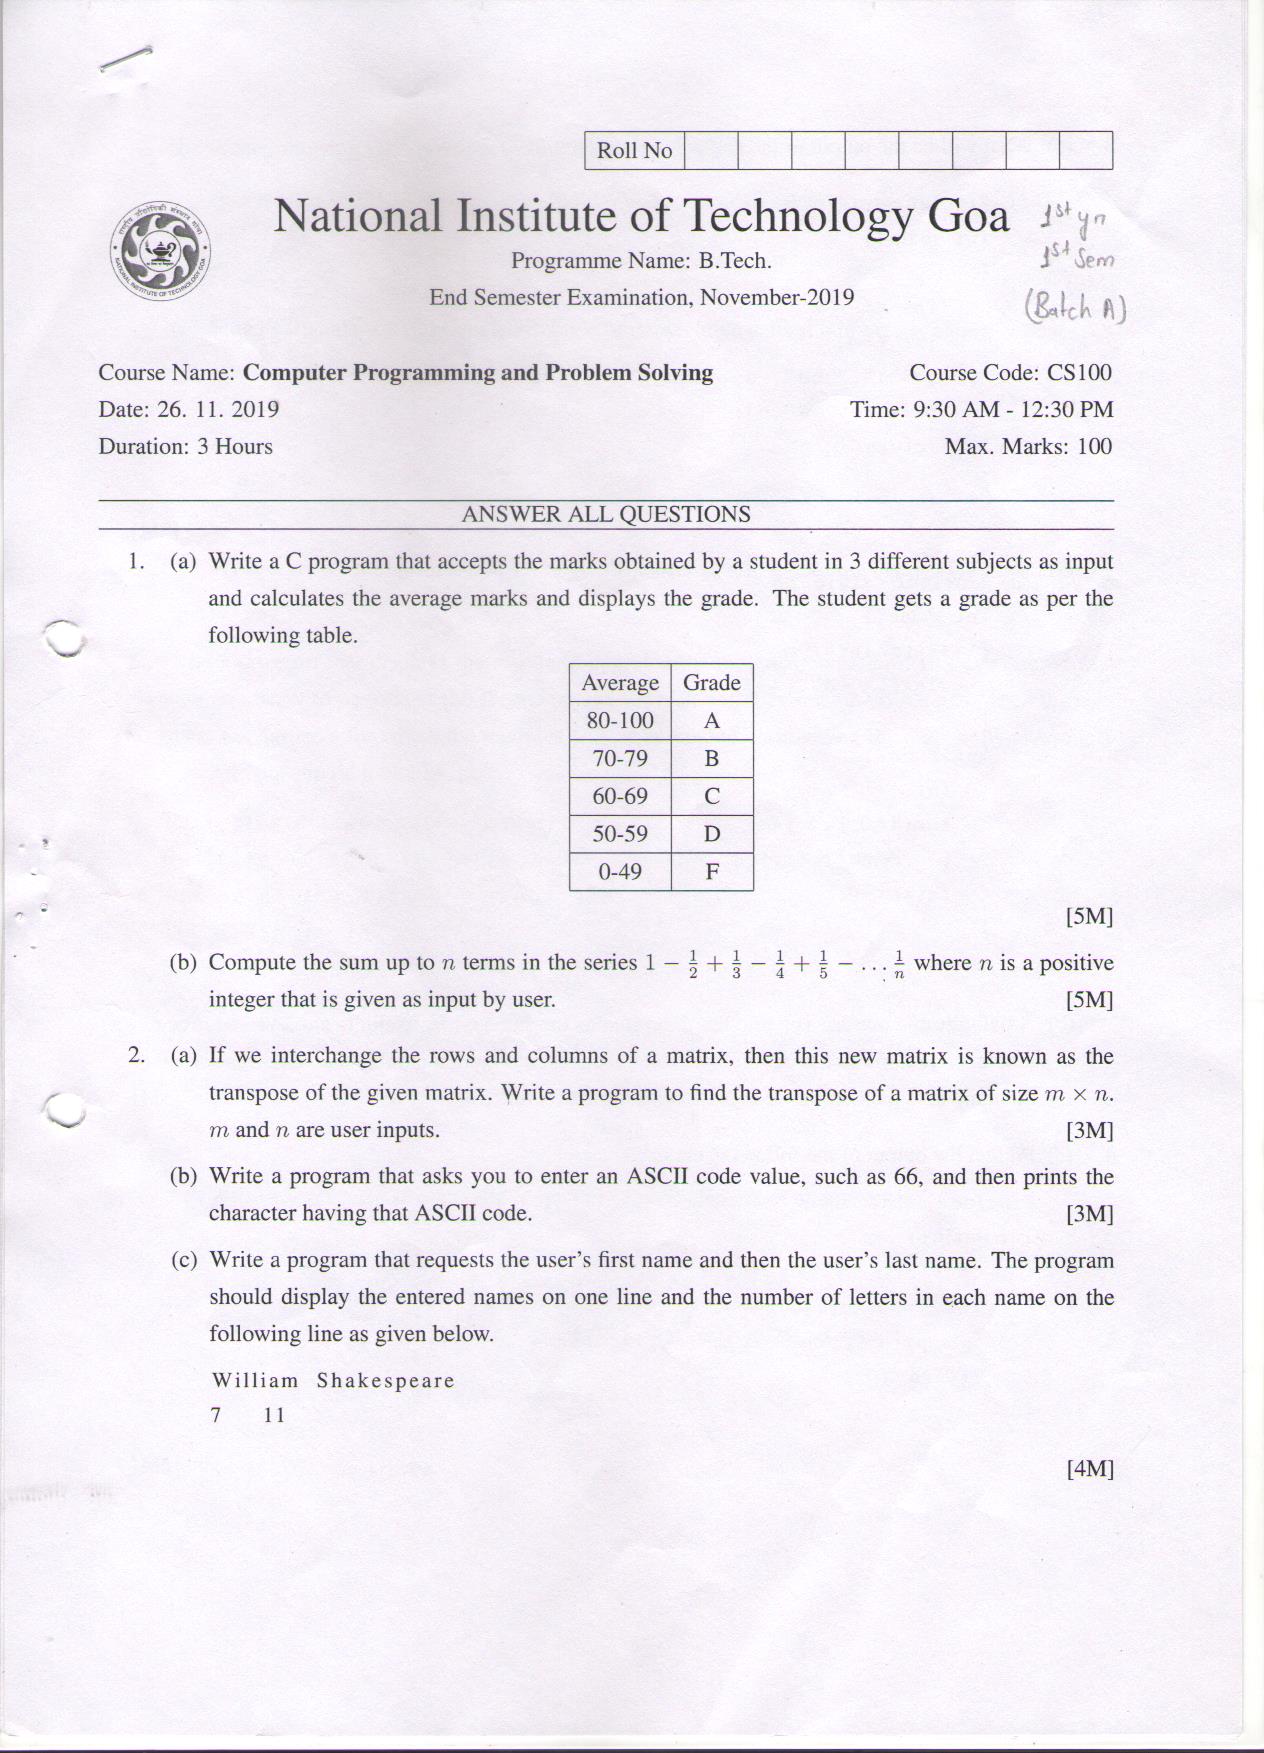 Roll No
National Institute of Technology Goa
1st yr
Programme Name: B.Tech.
1st Sem
End Semester Examination, November-2019
(Batch A)
NATIONAL INSTITUTE OF TECHNOLOGY GOA
Course Name: Computer Programming and Problem Solving Course Code: CS100
Date: 26. 11. 2019 Time: 9:30 AM - 12:30 PM
Duration: 3 Hours Max. Marks: 100
ANSWER ALL QUESTIONS
1. (a) Write a C program that accepts the marks obtained by a student in 3 different subjects as input
and calculates the average marks and displays the grade. The student gets a grade as per the
following table.
Average Grade
80-100 A
70-79 B
60-69 C
50-59 D
0-49 F
[5M]
(b) Compute the sum up to n terms in the series 1 − 1/2 + 1/3 − 1/4 + 1/5 − ... 1/n where n is a positive
integer that is given as input by user. [5M]
2. (a) If we interchange the rows and columns of a matrix, then this new matrix is known as the
transpose of the given matrix. Write a program to find the transpose of a matrix of size m × n.
m and n are user inputs. [3M]
(b) Write a program that asks you to enter an ASCII code value, such as 66, and then prints the
character having that ASCII code. [3M]
(c) Write a program that requests the user's first name and then the user's last name. The program
should display the entered names on one line and the number of letters in each name on the
following line as given below.
William Shakespeare
7 11
[4M]